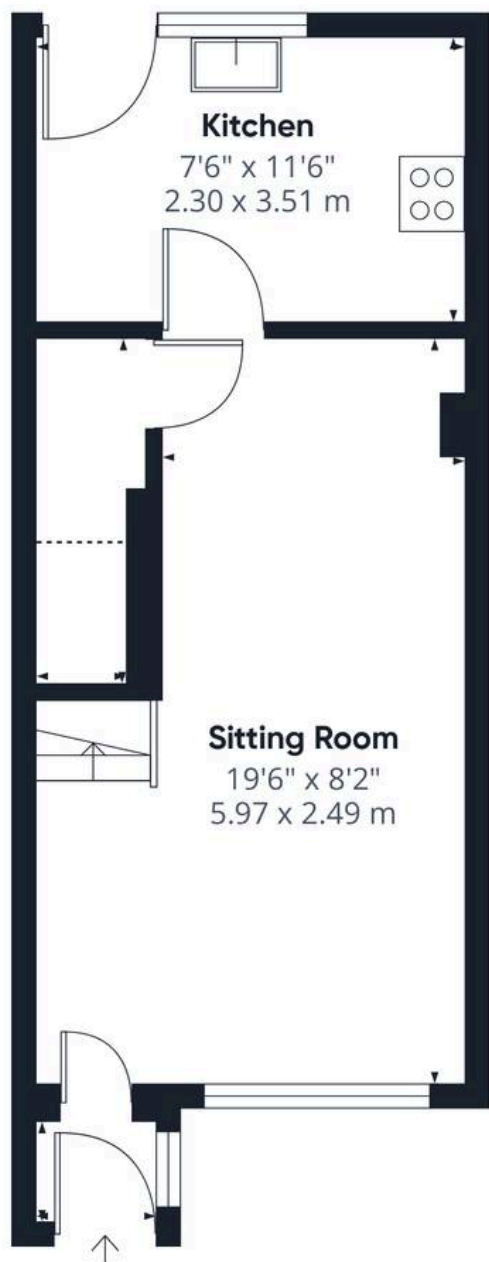 Kitchen
7'6" x 11'6"
2.30 x 3.51 m
Sitting Room
19'6" x 8'2"
5.97 x 2.49 m